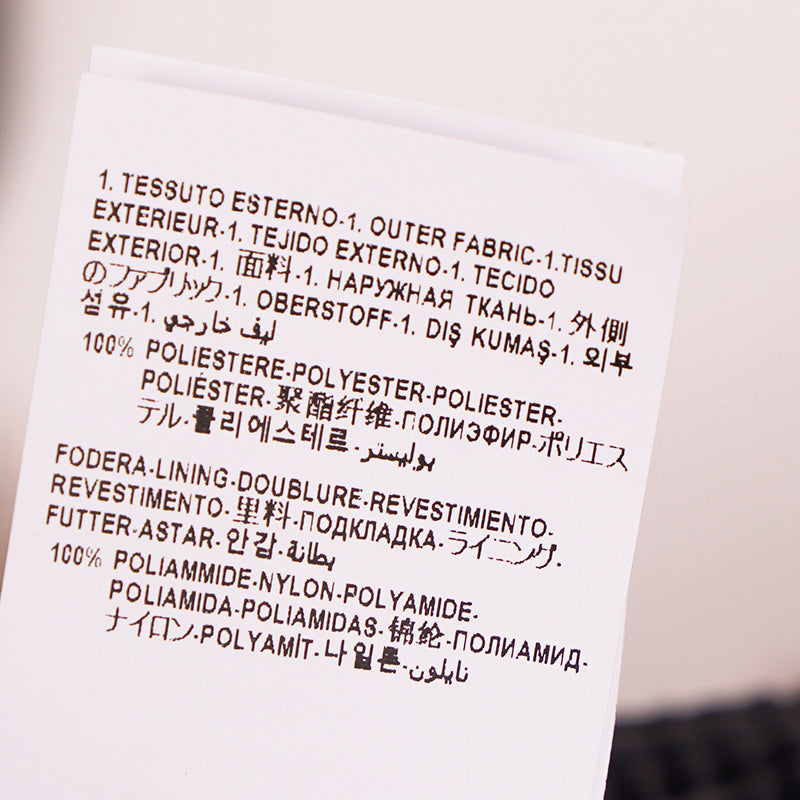 1. TESSUTO ESTERNO-1. OUTER FABRIC-1.TISSU
EXTERIEUR-1. TEJIDO EXTERNO-1. TECIDO
EXTERIOR-1. 面料-1. НАРУЖНАЯ ТКАНЬ-1. 外側
のファブリック-1. OBERSTOFF-1. DIŞ KUMAŞ-1. 외부
섬유-1. ليف خارجي
100% POLIESTERE-POLYESTER-POLIESTER-
POLIÉSTER-聚酯纤维-ПОЛИЭФИР-ポリエス
テル-폴리에스테르-بوليستر
FODERA-LINING-DOUBLURE-REVESTIMIENTO-
REVESTIMENTO-里料-ПОДКЛАДКА-ライニング-
FUTTER-ASTAR-안감-بطانة
100% POLIAMMIDE-NYLON-POLYAMIDE-
POLIAMIDA-POLIAMIDAS-锦纶-ПОЛИАМИД-
ナイロン-POLYAMİT-나일론-نايلون